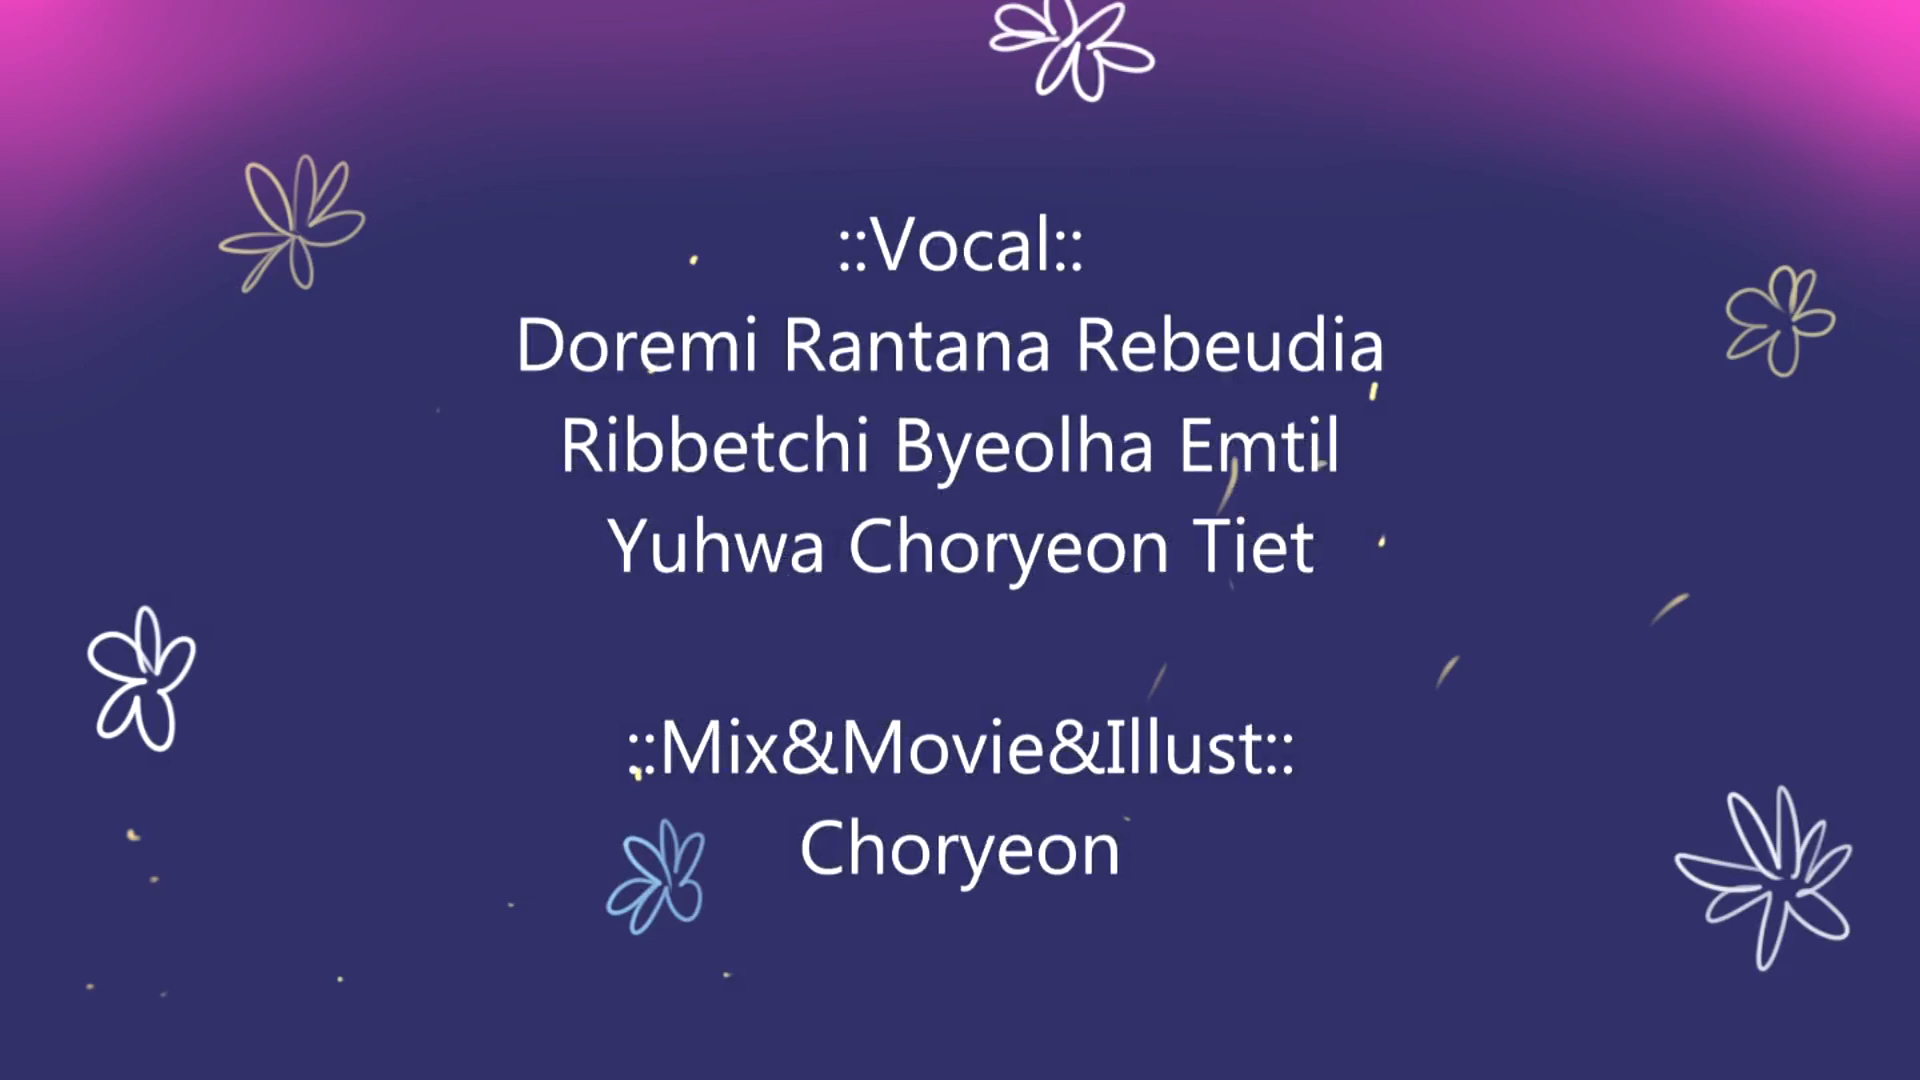 ::Vocal::
Doremi Rantana Rebeudia
Ribbetchi Byeolha Emtil
Yuhwa Choryeon Tiet
::Mix&Movie&Illust::
Choryeon